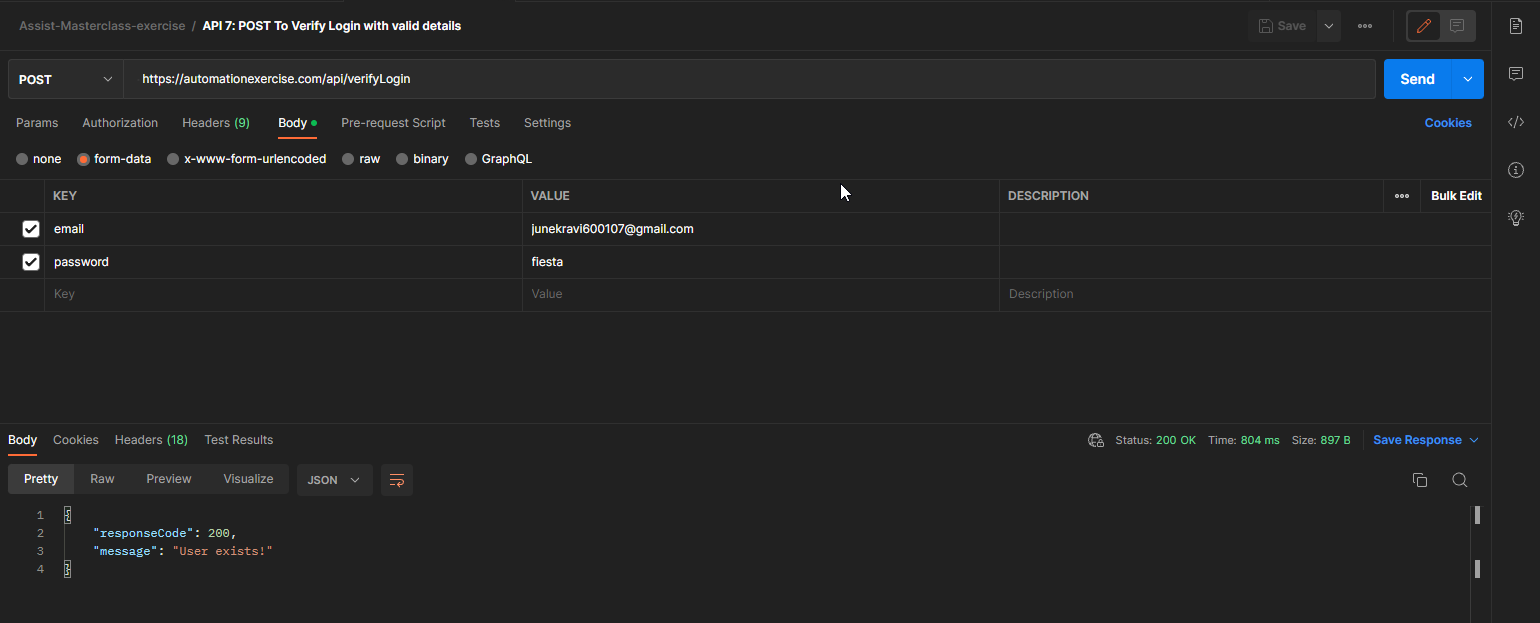 Assist-Masterclass-exercise / API 7: POST To Verify Login with valid details Save
POST https://automationexercise.com/api/verifyLogin Send
Params Authorization Headers (9) Body Pre-request Script Tests Settings Cookies
none form-data x-www-form-urlencoded raw binary GraphQL
KEY VALUE DESCRIPTION Bulk Edit
email junekravi600107@gmail.com
password fiesta
Key Value Description
Body Cookies Headers (18) Test Results Status: 200 OK Time: 804 ms Size: 897 B Save Response
Pretty Raw Preview Visualize JSON
1 {
2 "responseCode": 200,
3 "message": "User exists!"
4 }